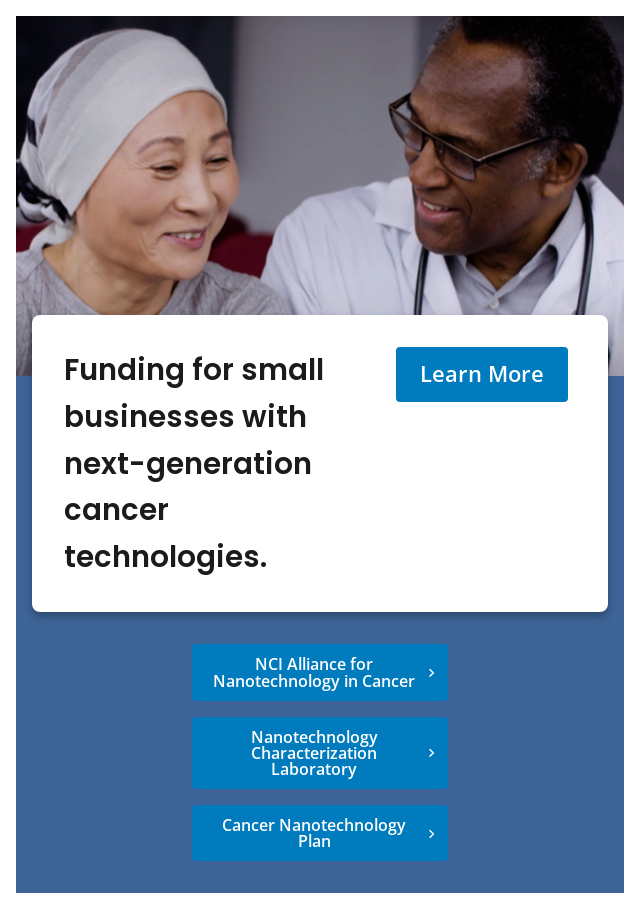 Funding for small
businesses with
next-generation
cancer
technologies.
Learn More
NCI Alliance for
Nanotechnology in Cancer
Nanotechnology
Characterization
Laboratory
Cancer Nanotechnology
Plan